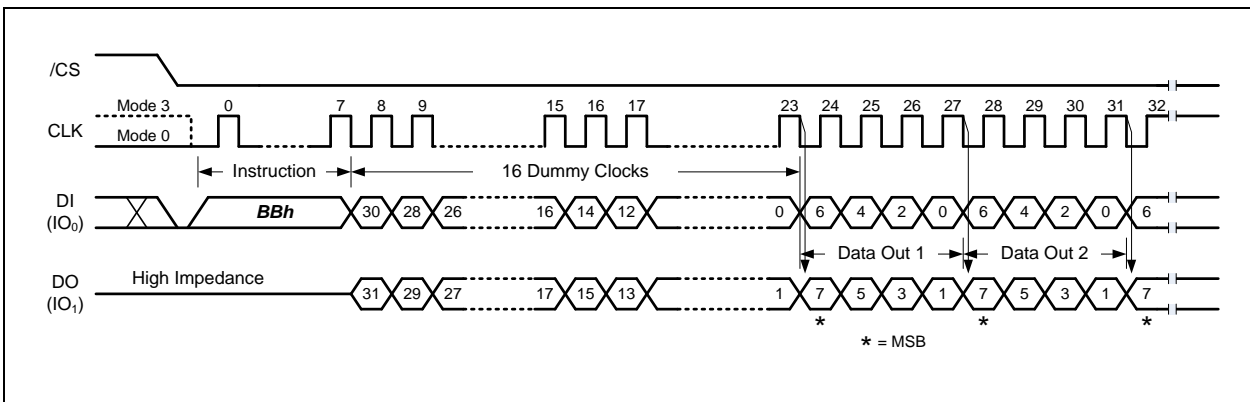 /CS
Mode 3 0 7 8 9 15 16 17 23 24 25 26 27 28 29 30 31 32
CLK
Mode 0
Instruction 16 Dummy Clocks
DI
(IO₀)
BBh 30 28 26 16 14 12 0 6 4 2 0 6 4 2 0 6
Data Out 1 Data Out 2
DO
(IO₁)
High Impedance
31 29 27 17 15 13 1 7 5 3 1 7 5 3 1 7
* * *
* = MSB